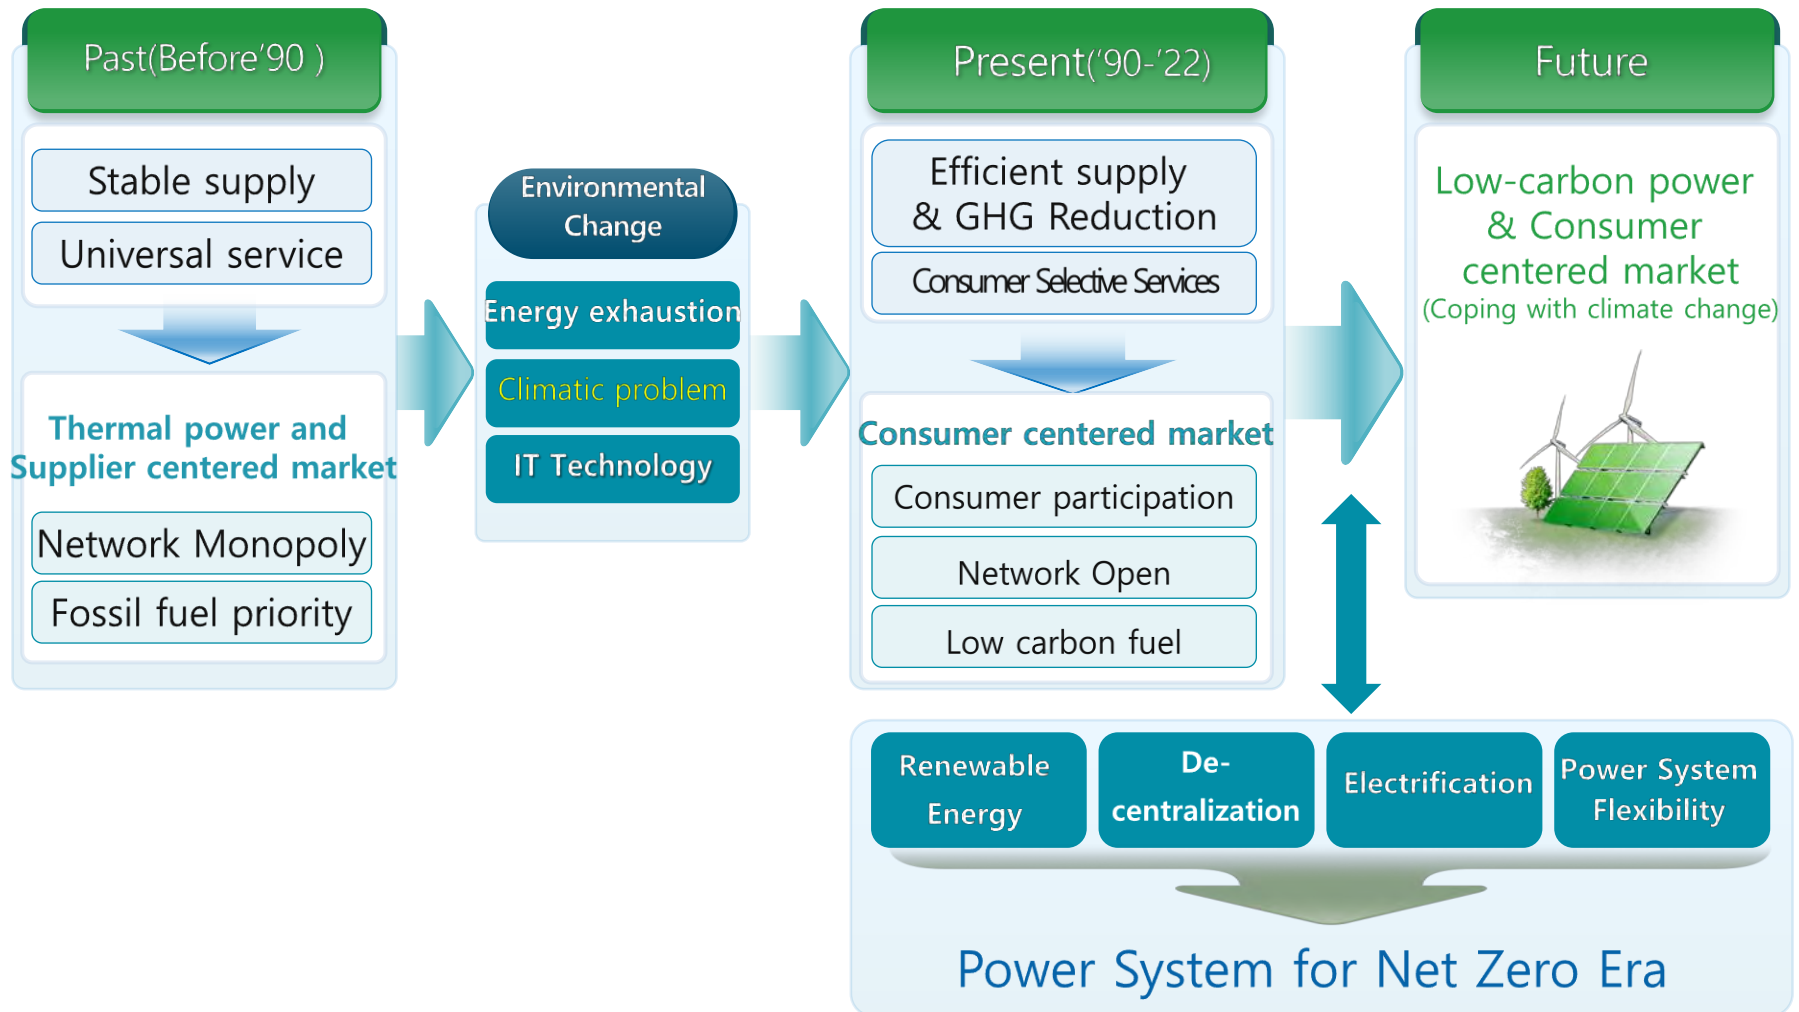 Past(Before’90 )
Stable supply
Universal service
Thermal power and
Supplier centered market
Network Monopoly
Fossil fuel priority
Environmental
Change
Energy exhaustion
Climatic problem
IT Technology
Present(‘90-’22)
Efficient supply
& GHG Reduction
Consumer Selective Services
Consumer centered market
Consumer participation
Network Open
Low carbon fuel
Future
Low-carbon power
& Consumer
centered market
(Coping with climate change)
Renewable
Energy
De-
centralization
Electrification
Power System
Flexibility
Power System for Net Zero Era